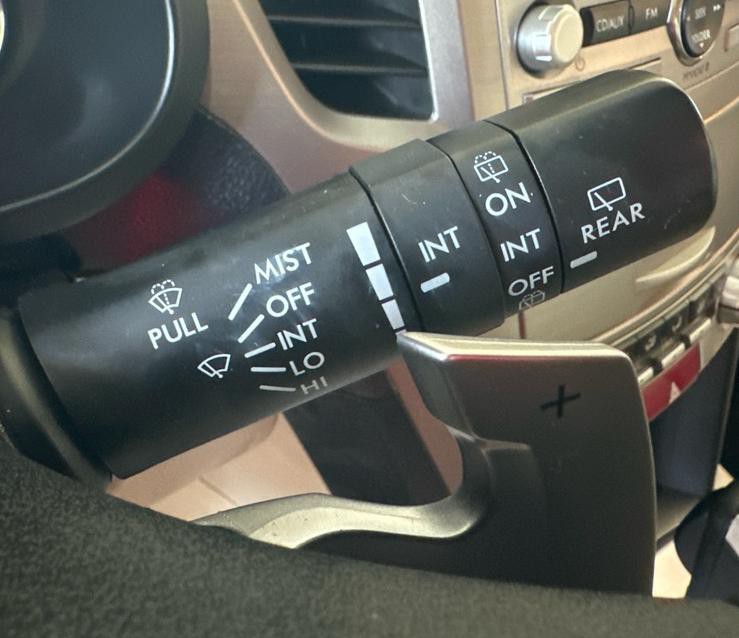 CD/AUX
FM
PULL
MIST
OFF
INT
LO
HI
INT
ON
INT
OFF
REAR
+